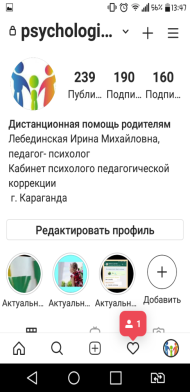 56% 13:47
psychologi...
239 190 160
Публи... Подпи... Подпи...
Дистанционная помощь родителям
Лебединская Ирина Михайловна,
педагог- психолог
Кабинет психолого педагогической
коррекции
г. Караганда
Редактировать профиль
Актуальн... Актуальн... Актуальн... Добавить
1